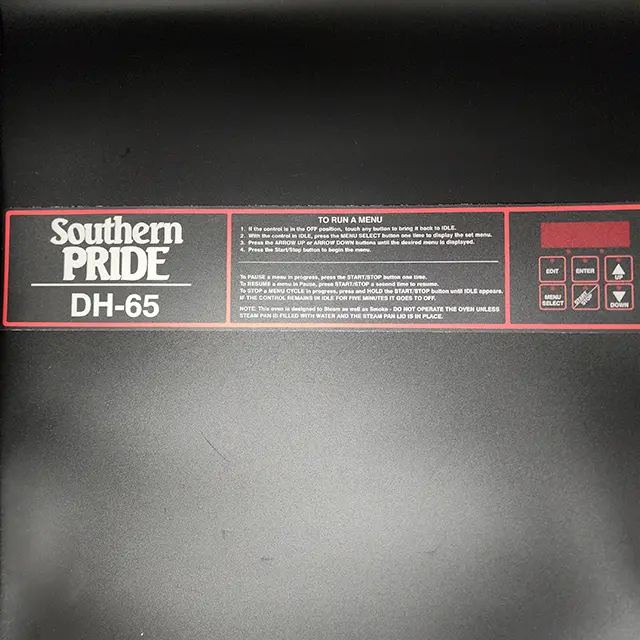 Southern
PRIDE
DH-65
TO RUN A MENU
1. If the control is in the OFF position, touch any button to bring it back to IDLE.
2. With the control in IDLE, press the MENU SELECT button one time to display the set menu.
3. Press the ARROW UP or ARROW DOWN buttons until the desired menu is displayed.
4. Press the Start/Stop button to begin the menu.
To PAUSE a menu in progress, press the START/STOP button one time.
To RESUME a menu in Pause, press START/STOP a second time to resume.
To STOP a MENU CYCLE in progress, press and HOLD the START/STOP button until IDLE appears.
IF THE CONTROL REMAINS IN IDLE FOR FIVE MINUTES IT GOES TO OFF.
NOTE: This oven is designed to Steam as well as Smoke - DO NOT OPERATE THE OVEN UNLESS
STEAM PAN IS FILLED WITH WATER AND THE STEAM PAN LID IS IN PLACE.
EDIT
ENTER
UP
MENU
SELECT
DOWN